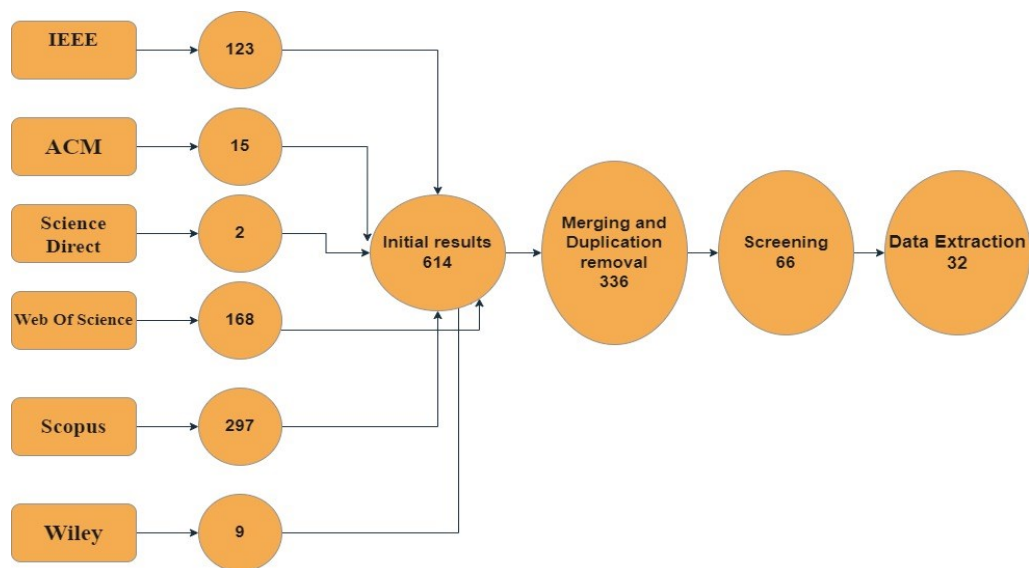 IEEE
123
ACM
15
Science
Direct
2
Web Of Science
168
Scopus
297
Wiley
9
Initial results
614
Merging and
Duplication
removal
336
Screening
66
Data Extraction
32